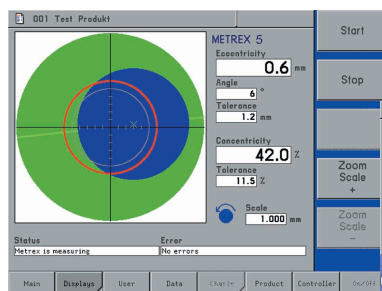 001 Test Produkt
METREX 5
Eccentricity
0.6 mm
Angle
6 °
Tolerance
1.2 mm
Concentricity
42.0 %
Tolerance
11.5 %
Scale
1.000 mm
Status
Metrex is measuring
Error
No errors
Start
Stop
Zoom
Scale
+
Zoom
Scale
-
Main
Displays
User
Data
Charts
Product
Controller
On/Off